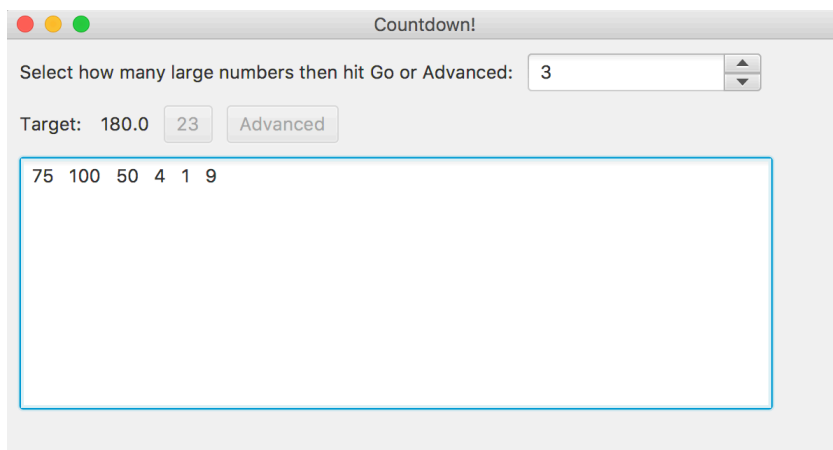 Countdown!
Select how many large numbers then hit Go or Advanced: 3
Target: 180.0 23 Advanced
75 100 50 4 1 9